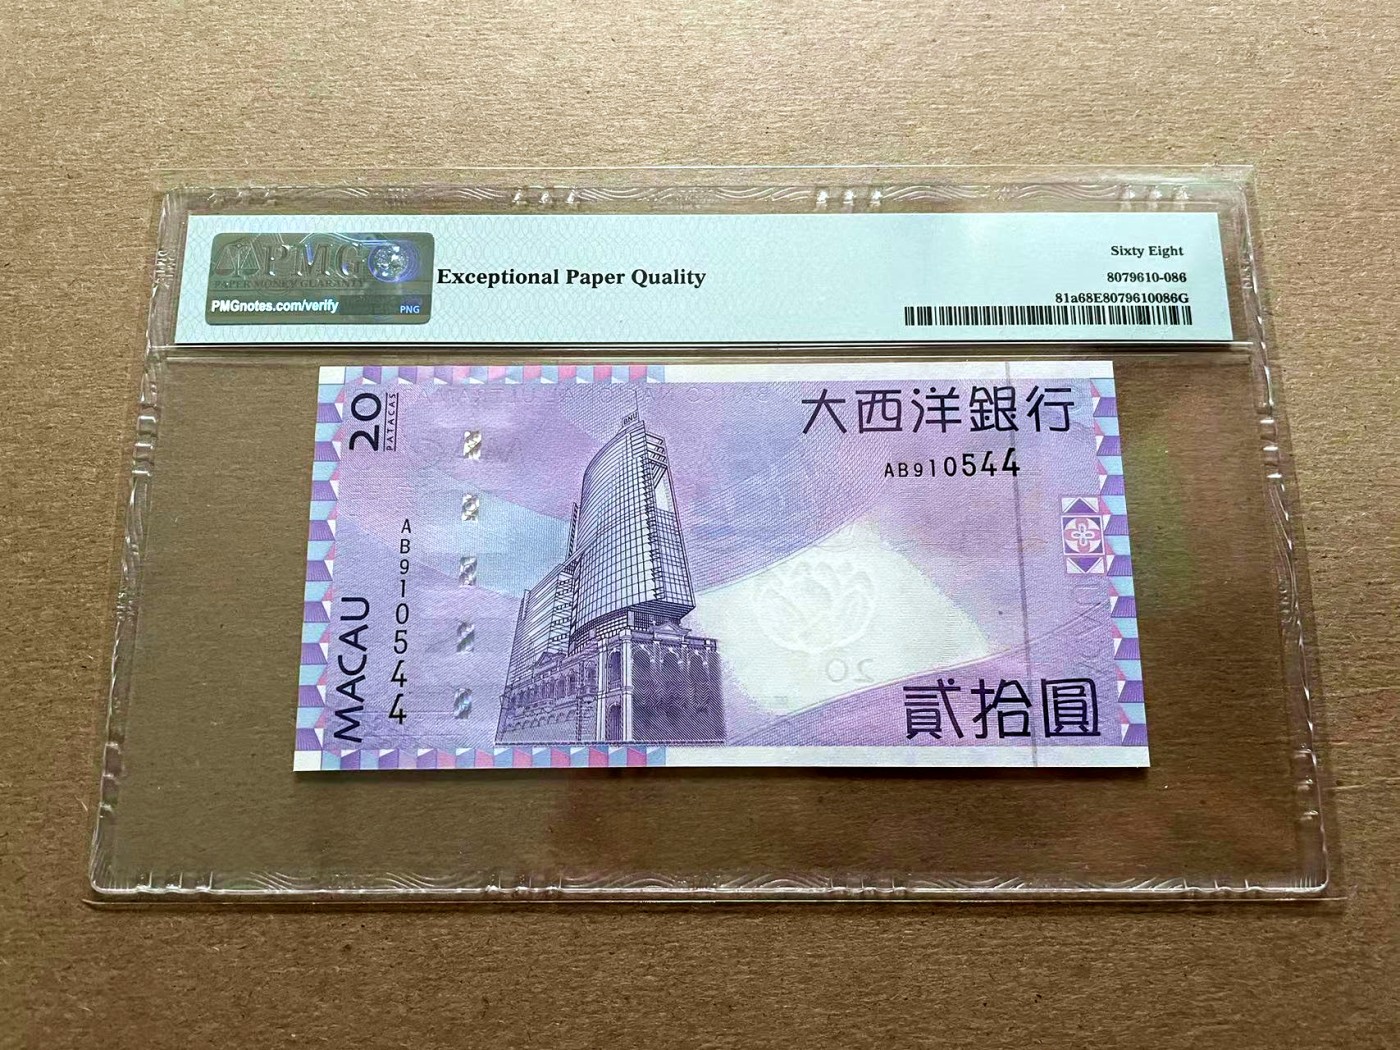 PMG
PAPER MONEY GUARANTY
PMGnotes.com/verify
PNG
Exceptional Paper Quality
Sixty Eight
8079610-086
81a68E8079610086G
20
PATACAS
BNU
大西洋銀行
AB910544
AB910544
MACAU
20
貳拾圓